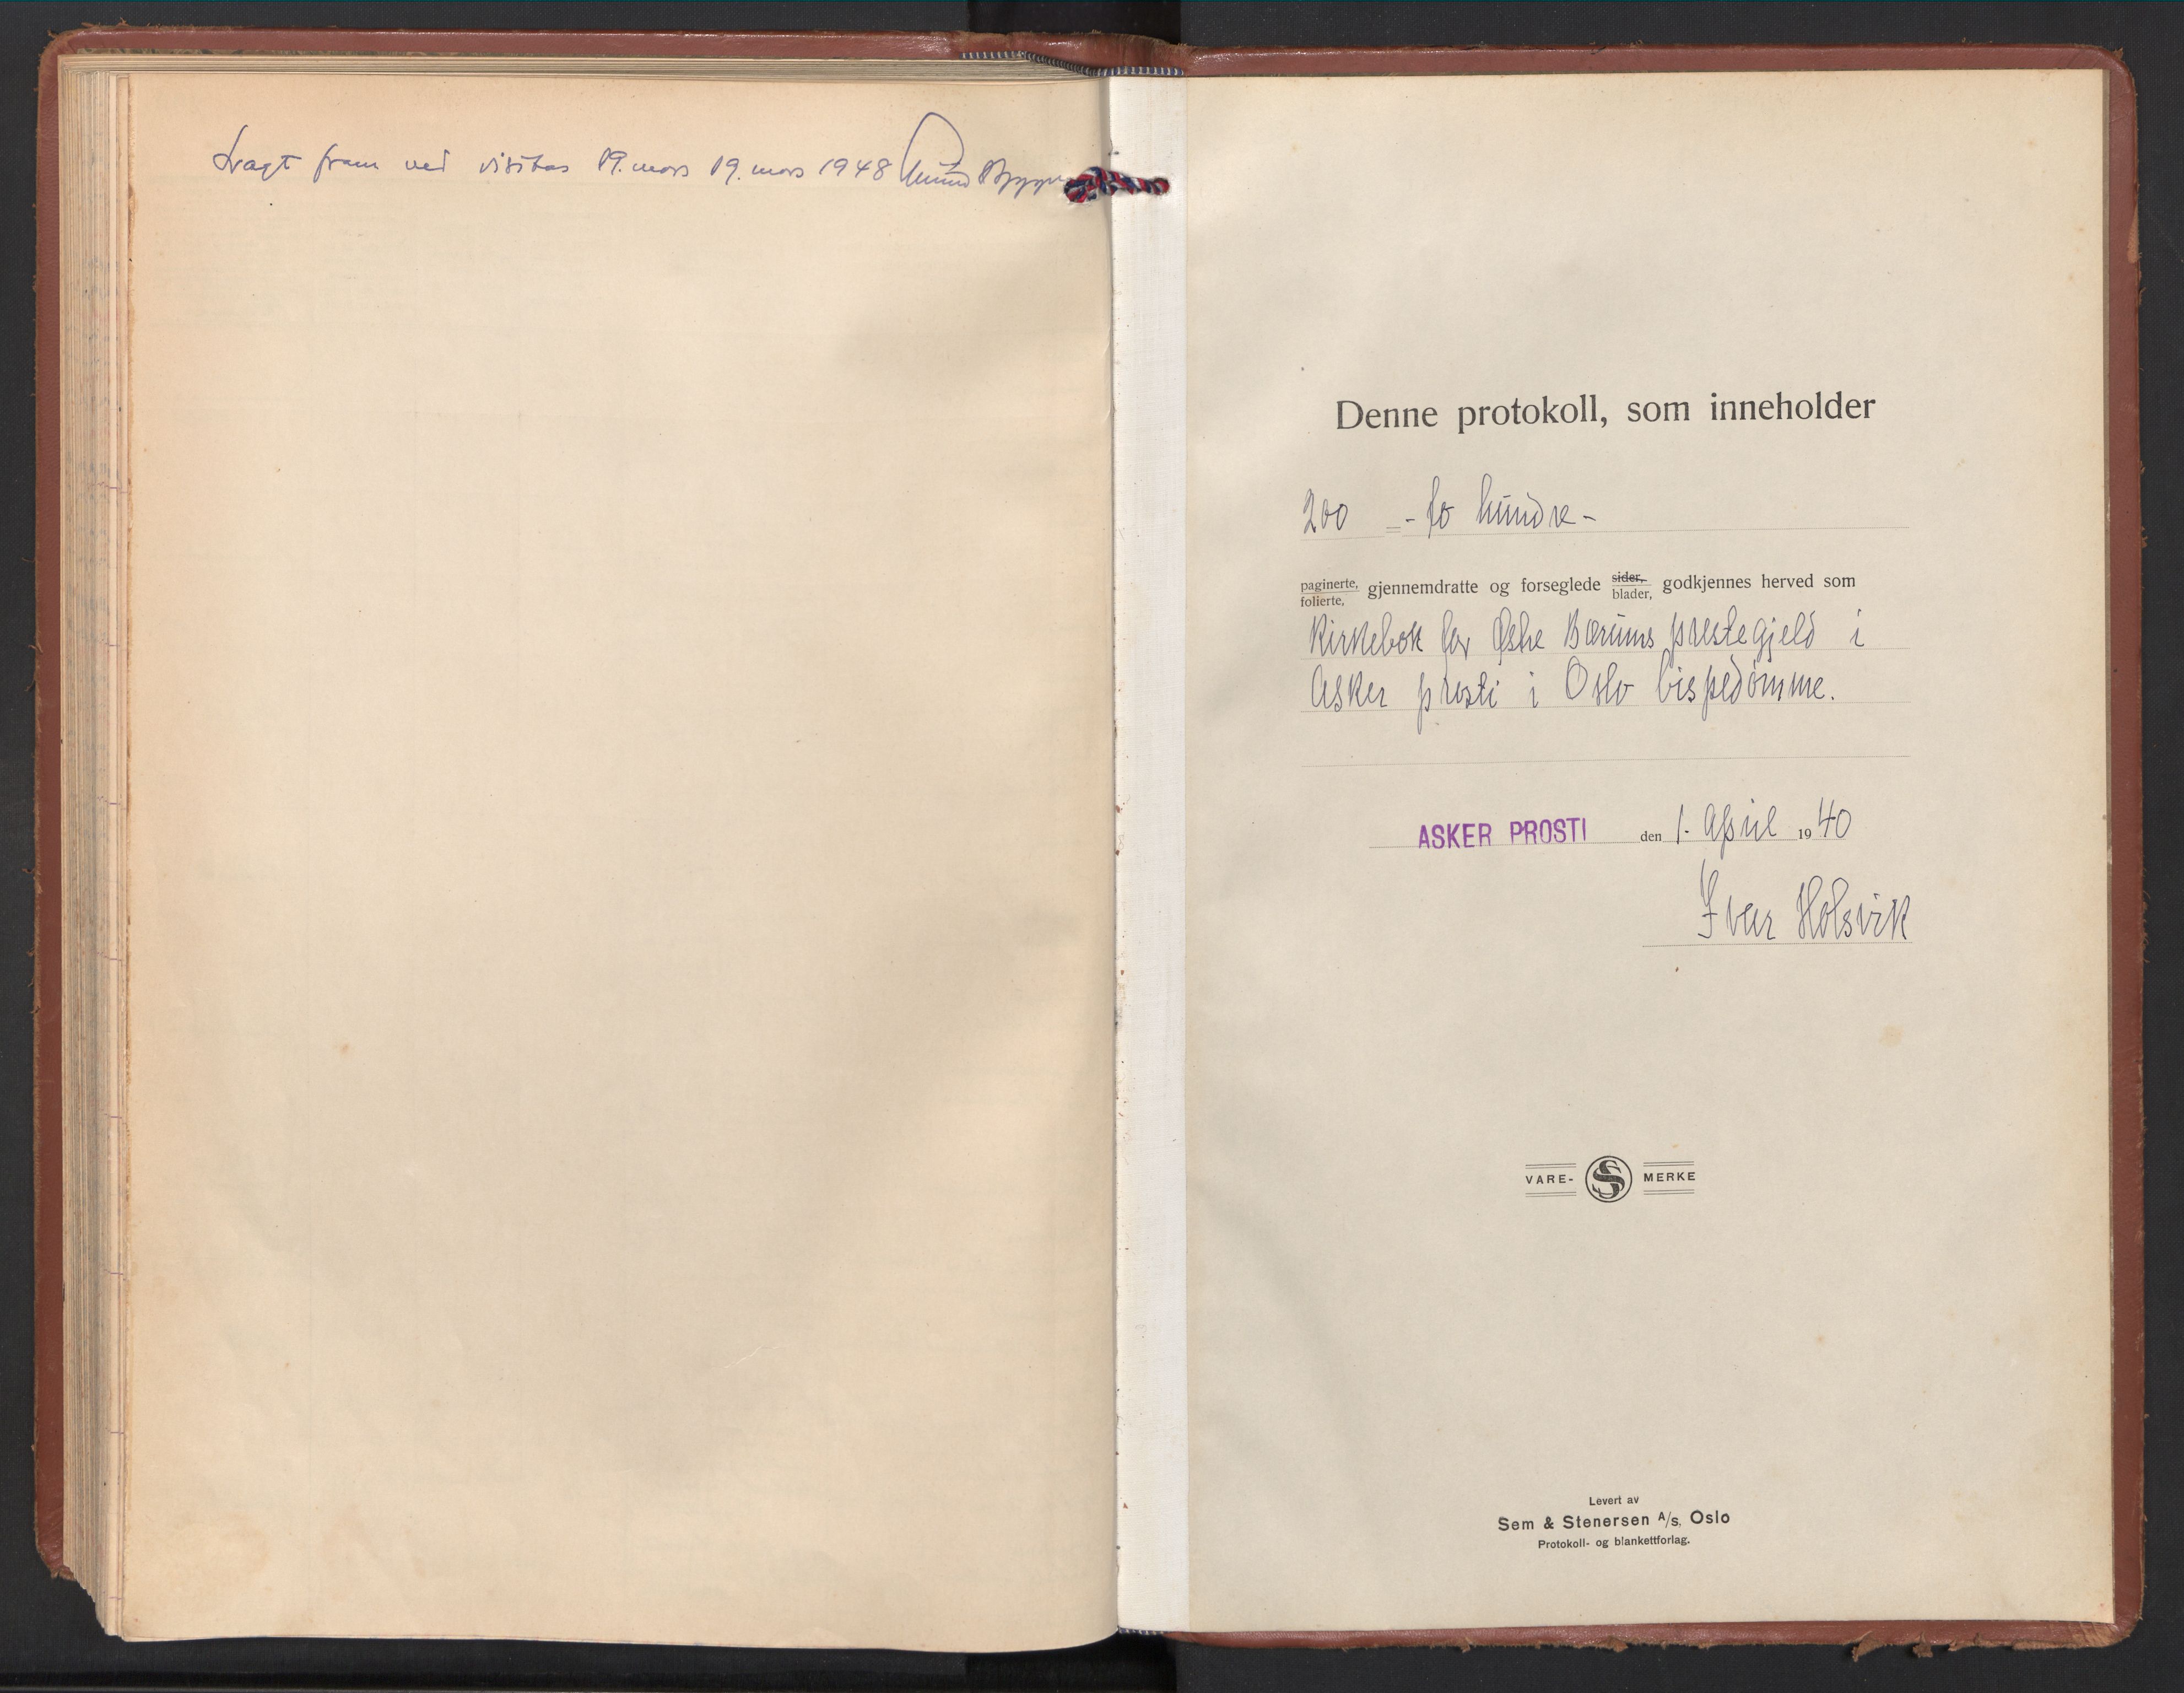 Lagt fram ved visitas 19. mars 19. mars 1948
Denne protokoll, som inneholder
200 - to hundre -
paginerte, folierte, gjennemdratte og forseglede sider, blader, godkjennes herved som
Kirkebok for Østre Bærums prestegjeld i
Asker prosti i Oslo bispedømme.
ASKER PROSTI den 1. April 1940
Ivar Holsvik
VARE- S MERKE
Levert av
Sem & Stenersen A/s, Oslo
Protokoll- og blankettforlag.